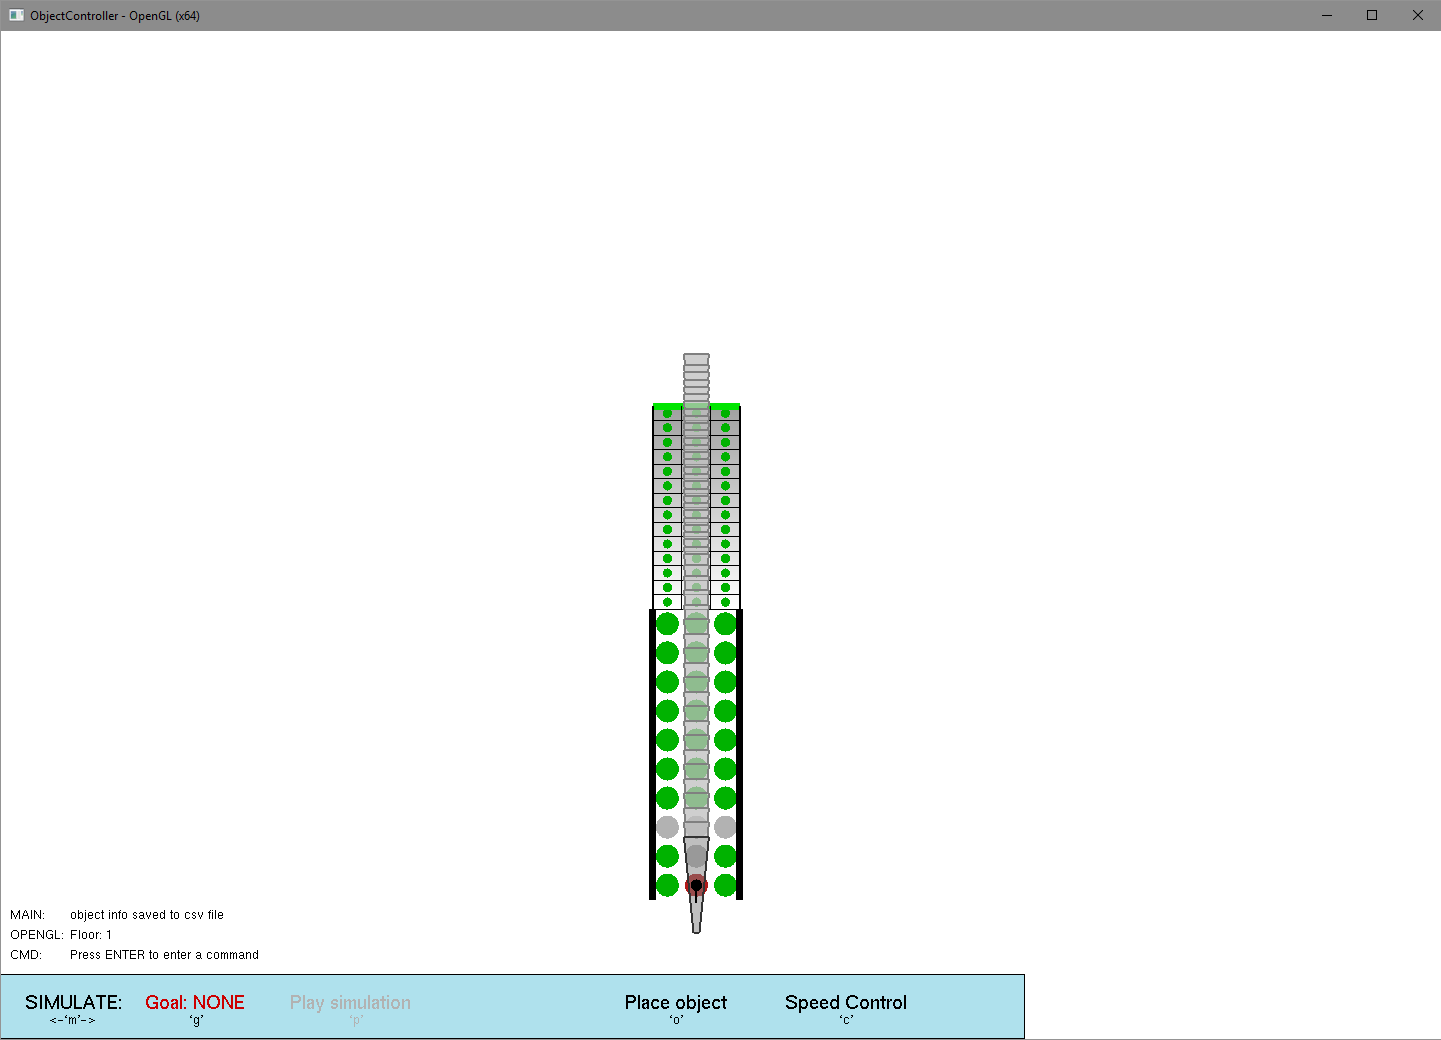 ObjectController - OpenGL (x64)
MAIN: object info saved to csv file
OPENGL: Floor: 1
CMD: Press ENTER to enter a command
SIMULATE: Goal: NONE Play simulation Place object Speed Control
<-'m'-> 'g' 'p' 'o' 'c'